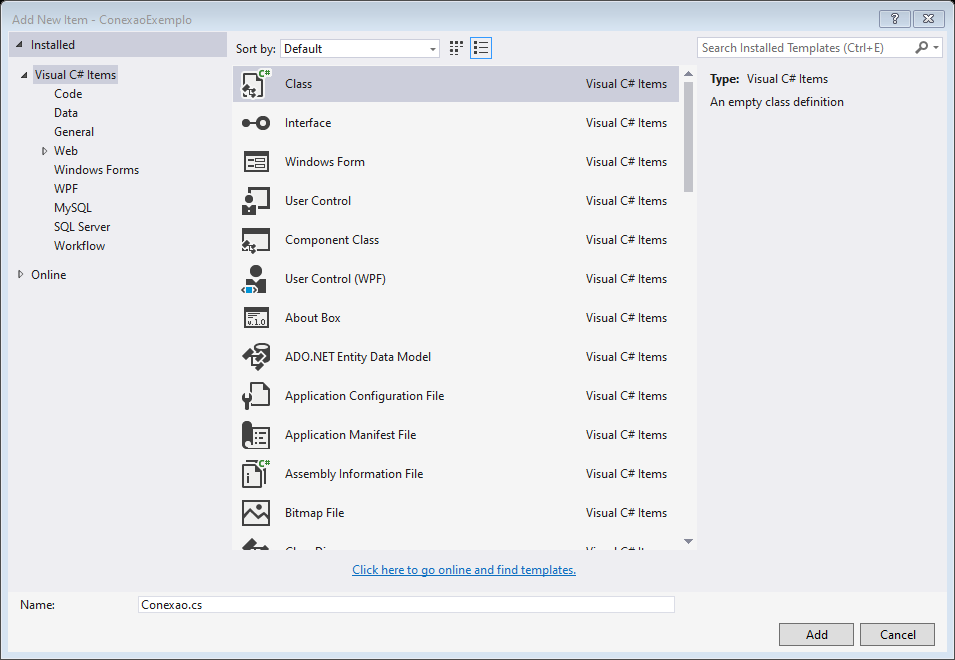 Add New Item - ConexaoExemplo
Installed
Visual C# Items
Code
Data
General
Web
Windows Forms
WPF
MySQL
SQL Server
Workflow
Online
Sort by: Default
Class Visual C# Items
Interface Visual C# Items
Windows Form Visual C# Items
User Control Visual C# Items
Component Class Visual C# Items
User Control (WPF) Visual C# Items
About Box Visual C# Items
ADO.NET Entity Data Model Visual C# Items
Application Configuration File Visual C# Items
Application Manifest File Visual C# Items
Assembly Information File Visual C# Items
Bitmap File Visual C# Items
Click here to go online and find templates.
Search Installed Templates (Ctrl+E)
Type: Visual C# Items
An empty class definition
Name: Conexao.cs
Add Cancel